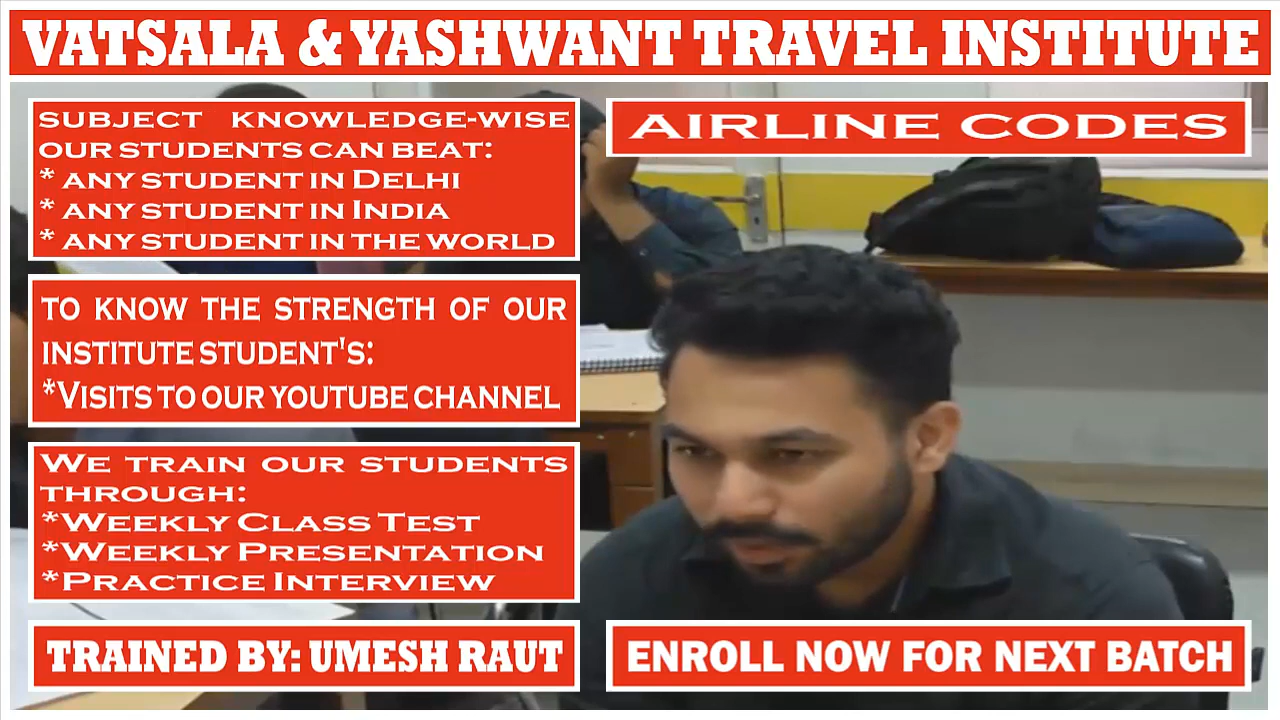 VATSALA & YASHWANT TRAVEL INSTITUTE
SUBJECT KNOWLEDGE-WISE
OUR STUDENTS CAN BEAT:
* ANY STUDENT IN DELHI
* ANY STUDENT IN INDIA
* ANY STUDENT IN THE WORLD
TO KNOW THE STRENGTH OF OUR
INSTITUTE STUDENT'S:
*VISITS TO OUR YOUTUBE CHANNEL
WE TRAIN OUR STUDENTS
THROUGH:
*WEEKLY CLASS TEST
*WEEKLY PRESENTATION
*PRACTICE INTERVIEW
TRAINED BY: UMESH RAUT
AIRLINE CODES
ENROLL NOW FOR NEXT BATCH